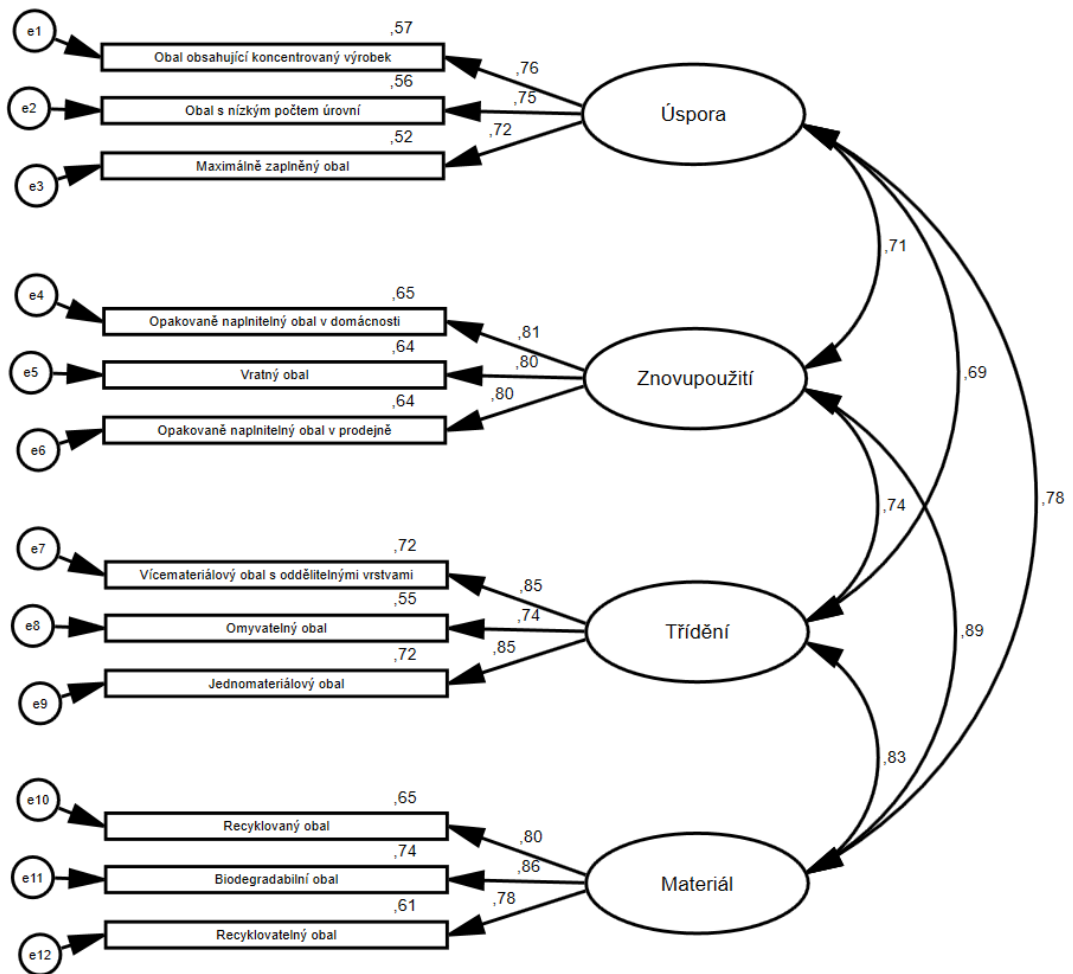 e1
,57
Obal obsahující koncentrovaný výrobek
,76
e2
,56
Obal s nízkým počtem úrovní
,75
Úspora
e3
,52
Maximálně zaplněný obal
,72
,71
e4
,65
Opakovaně naplnitelný obal v domácnosti
,81
e5
,64
Vratný obal
,80
Znovupoužití
,69
e6
,64
Opakovaně naplnitelný obal v prodejně
,80
,78
,74
e7
,72
Vícemateriálový obal s oddělitelnými vrstvami
,85
e8
,55
Omyvatelný obal
,74
Třídění
,89
e9
,72
Jednomateriálový obal
,85
,83
e10
,65
Recyklovaný obal
,80
e11
,74
Biodegradabilní obal
,86
Materiál
e12
,61
Recyklovatelný obal
,78